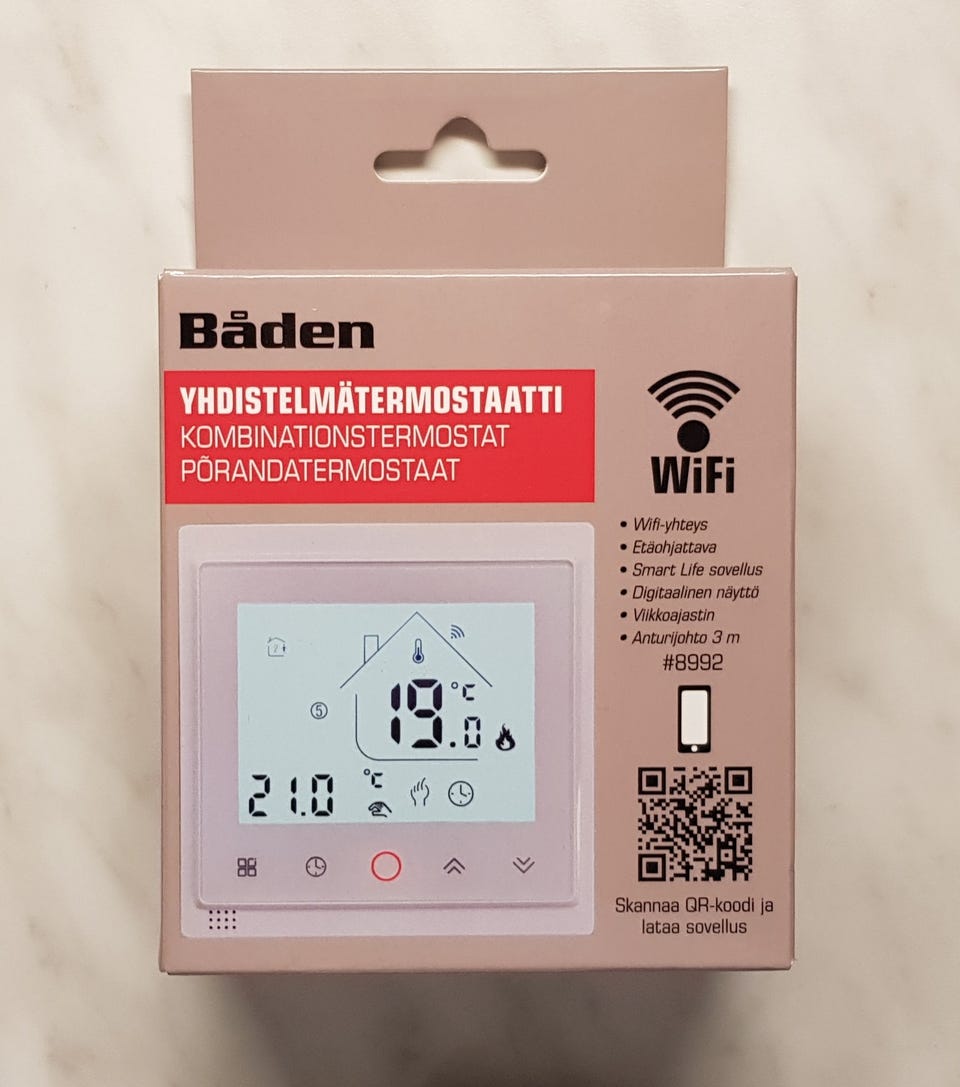 Båden
YHDISTELMÄTERMOSTAATTI
KOMBINATIONSTERMOSTAT
PÕRANDATERMOSTAAT
WiFi
• Wifi-yhteys
• Etäohjattava
• Smart Life sovellus
• Digitaalinen näyttö
• Viikkoajastin
• Anturijohto 3 m
#8992
5
19.0 °C
21.0 °C
Skannaa QR-koodi ja
lataa sovellus